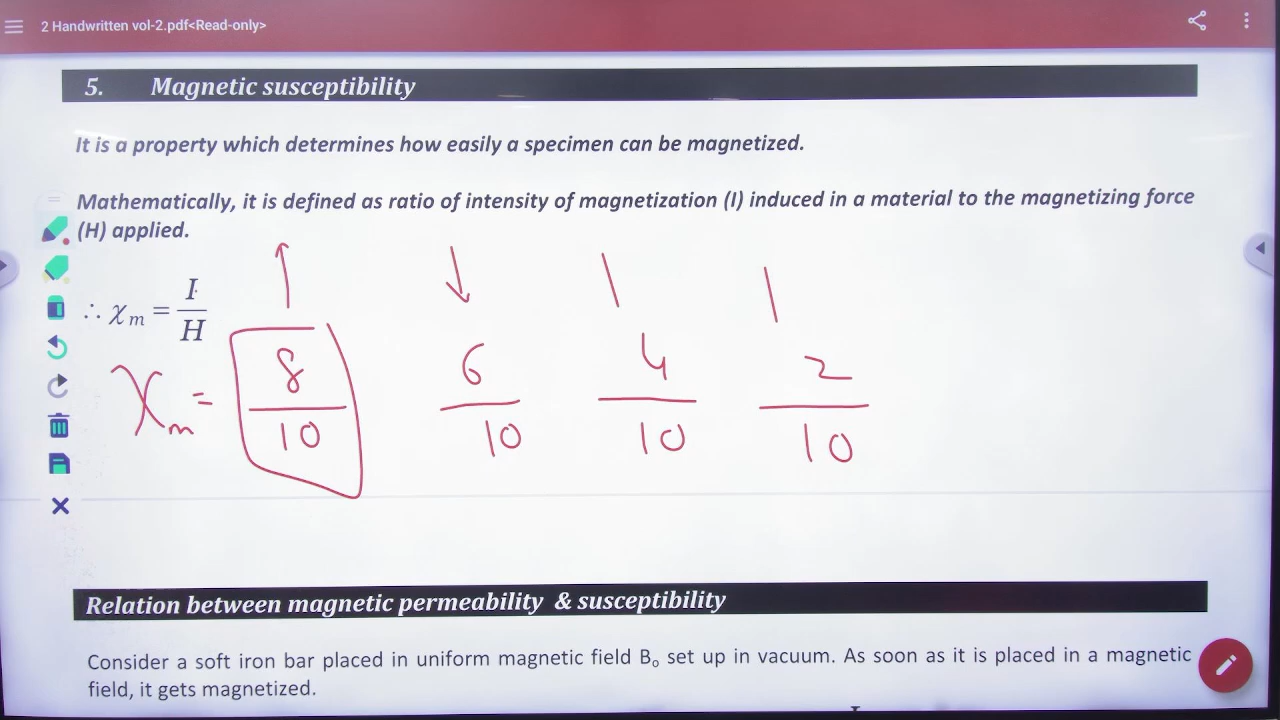 2 Handwritten vol-2.pdf<Read-only>
5. Magnetic susceptibility
It is a property which determines how easily a specimen can be magnetized.
Mathematically, it is defined as ratio of intensity of magnetization (I) induced in a material to the magnetizing force
(H) applied.
∴ χₘ = I/H
χₘ = 8/10 6/10 4/10 2/10
Relation between magnetic permeability & susceptibility
Consider a soft iron bar placed in uniform magnetic field Bₒ set up in vacuum. As soon as it is placed in a magnetic
field, it gets magnetized.